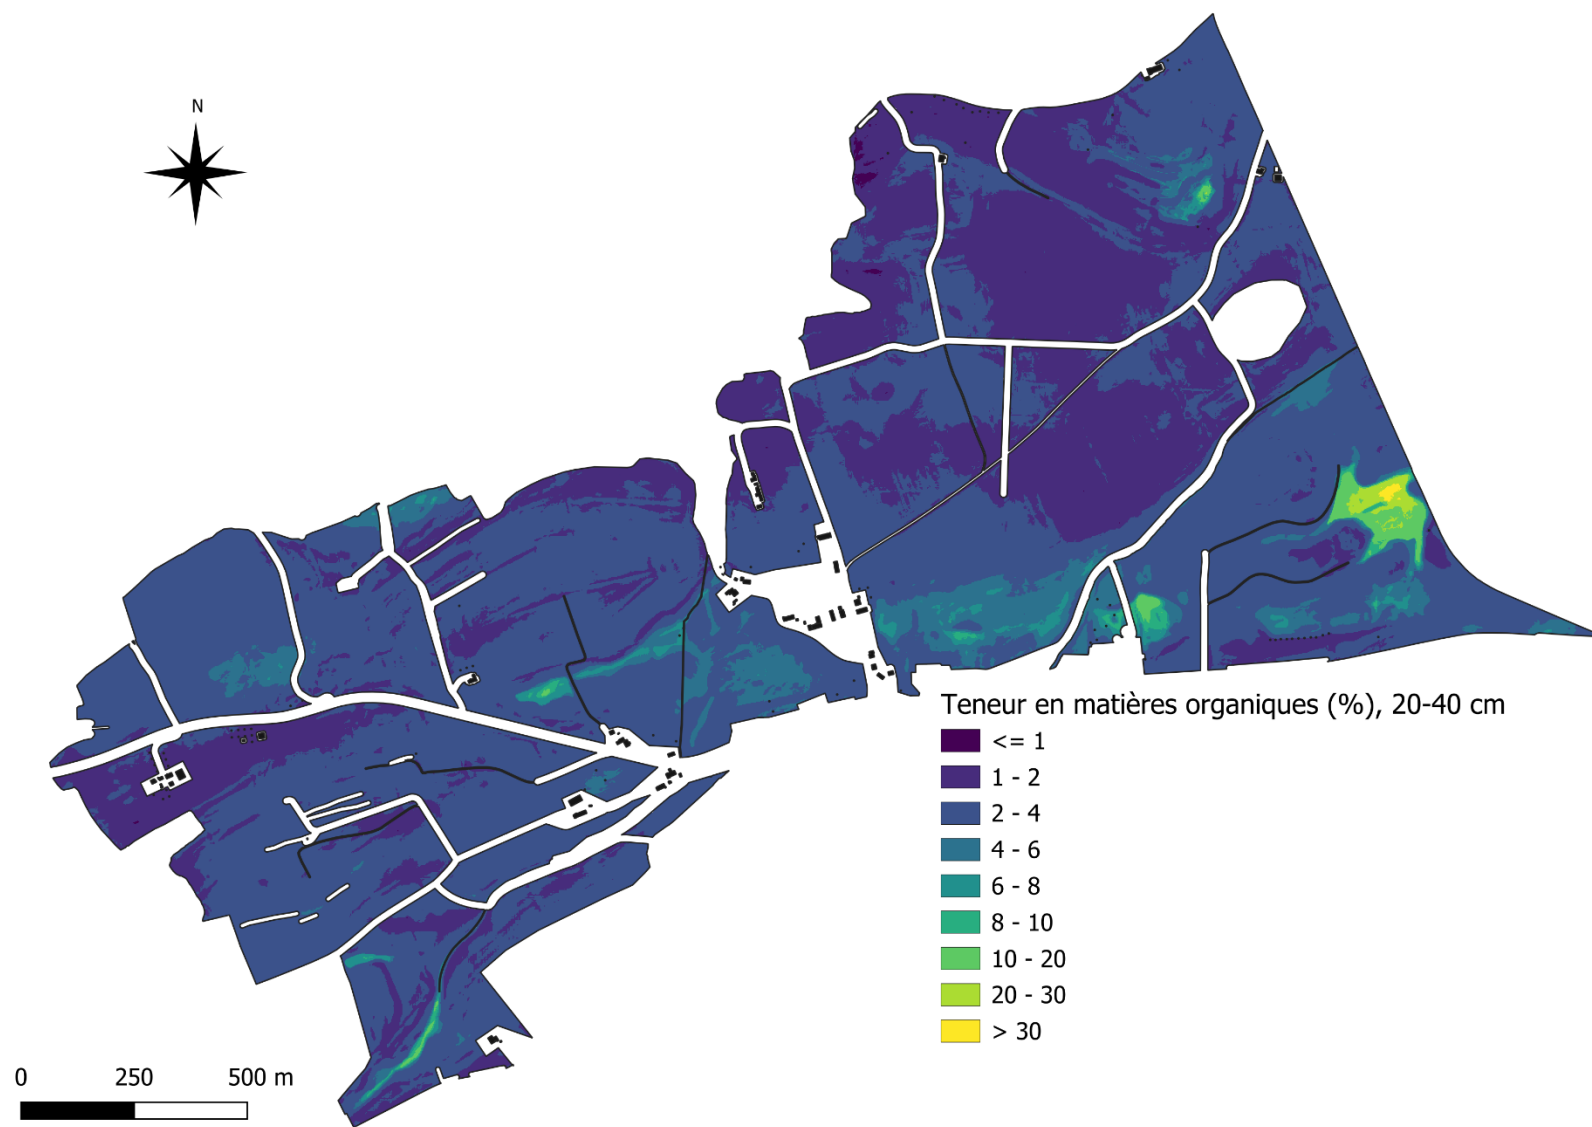 N
Teneur en matières organiques (%), 20-40 cm
<= 1
1 - 2
2 - 4
4 - 6
6 - 8
8 - 10
10 - 20
20 - 30
> 30
0 250 500 m